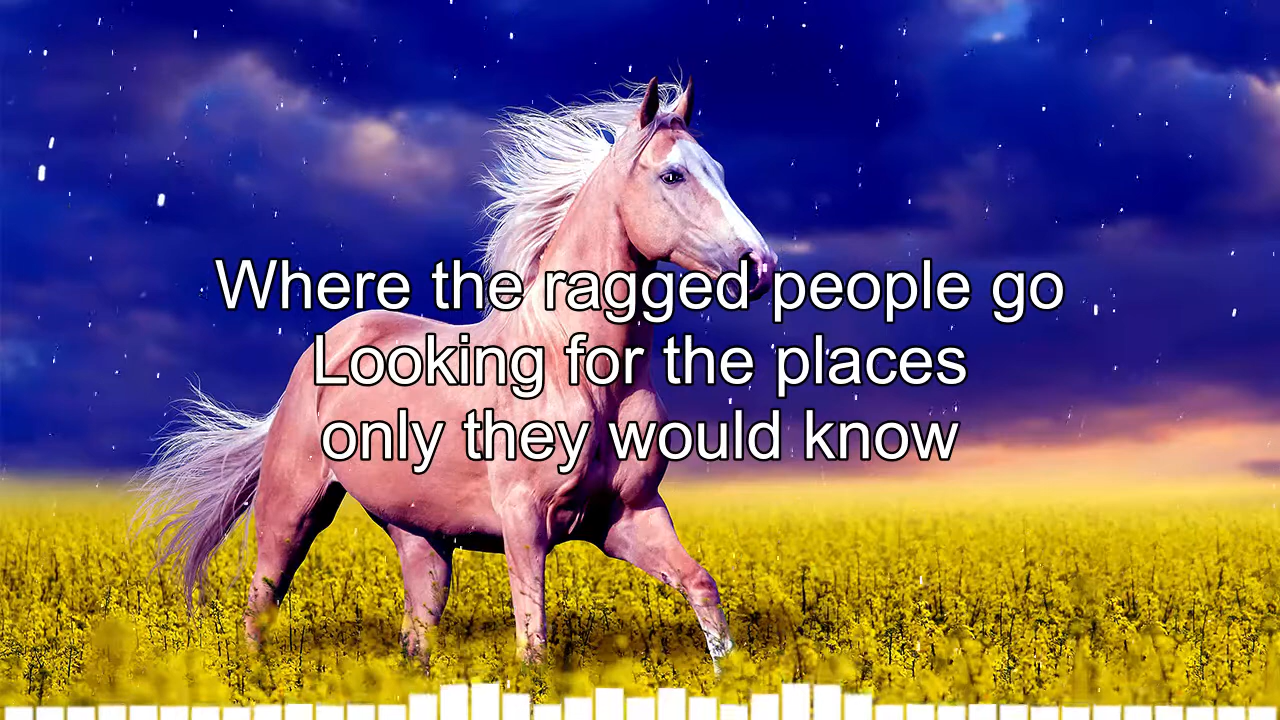 Where the ragged people go
Looking for the places
only they would know